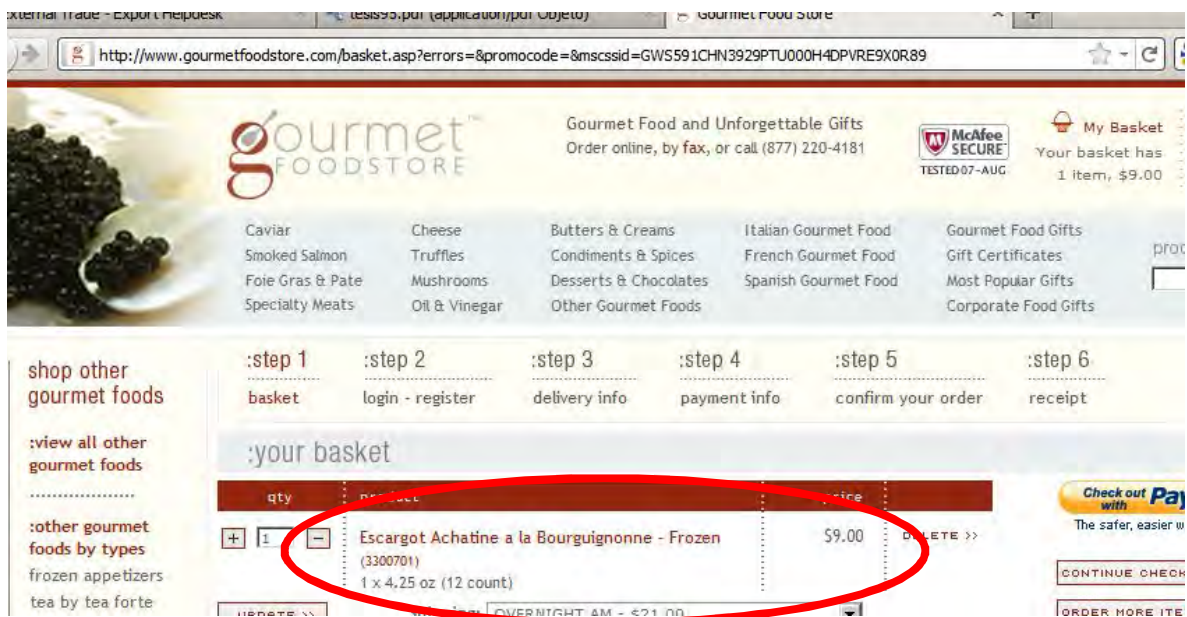 External Trade - Export Helpdesk
tesis95.pdf (application/pdf Objeto)
Gourmet Food Store
http://www.gourmetfoodstore.com/basket.asp?errors=&promocode=&mscssid=GWS591CHN3929PTU000H4DPVRE9X0R89
gourmet™
FOODSTORE
Gourmet Food and Unforgettable Gifts
Order online, by fax, or call (877) 220-4181
McAfee
SECURE
TESTED 07-AUG
My Basket
Your basket has
1 item, $9.00
Caviar Cheese Butters & Creams Italian Gourmet Food Gourmet Food Gifts
Smoked Salmon Truffles Condiments & Spices French Gourmet Food Gift Certificates
Foie Gras & Pate Mushrooms Desserts & Chocolates Spanish Gourmet Food Most Popular Gifts
Specialty Meats Oil & Vinegar Other Gourmet Foods Corporate Food Gifts
shop other
gourmet foods
:view all other
gourmet foods
:other gourmet
foods by types
frozen appetizers
tea by tea forte
:step 1 :step 2 :step 3 :step 4 :step 5 :step 6
basket login - register delivery info payment info confirm your order receipt
:your basket
qty product price
+ 1 - Escargot Achatine a la Bourguignonne - Frozen $9.00 DELETE >>
(3300701)
1 x 4.25 oz (12 count)
UPDATE >> OVERNIGHT AM - $21.00
Check out
with Pay
The safer, easier w
CONTINUE CHECK
ORDER MORE ITE